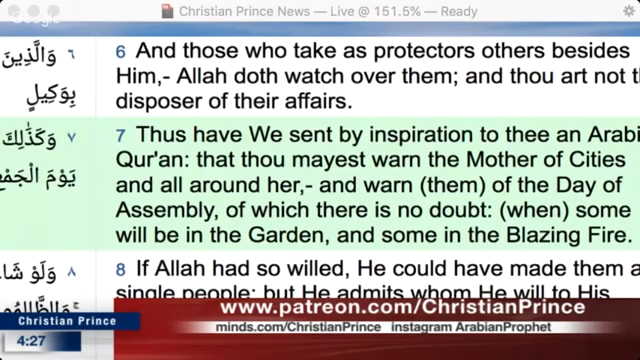 Christian Prince News — Live @ 151.5% — Ready
Google
٦ وَالَّذِينَ
بِوَكِيلٍ
6 And those who take as protectors others besides
Him,- Allah doth watch over them; and thou art not
disposer of their affairs.
٧ وَكَذَٰلِكَ
يَوْمَ الْجَمْعِ
7 Thus have We sent by inspiration to thee an Arabi
Qur'an: that thou mayest warn the Mother of Cities
and all around her,- and warn (them) of the Day of
Assembly, of which there is no doubt: (when) some
will be in the Garden, and some in the Blazing Fire.
٨ وَلَوْ شَا
8 If Allah had so willed, He could have made them a
single people; but He admits whom He will to His
www.patreon.com/ChristianPrince
Christian Prince
minds.com/ChristianPrince instagram ArabianProphet
4:27